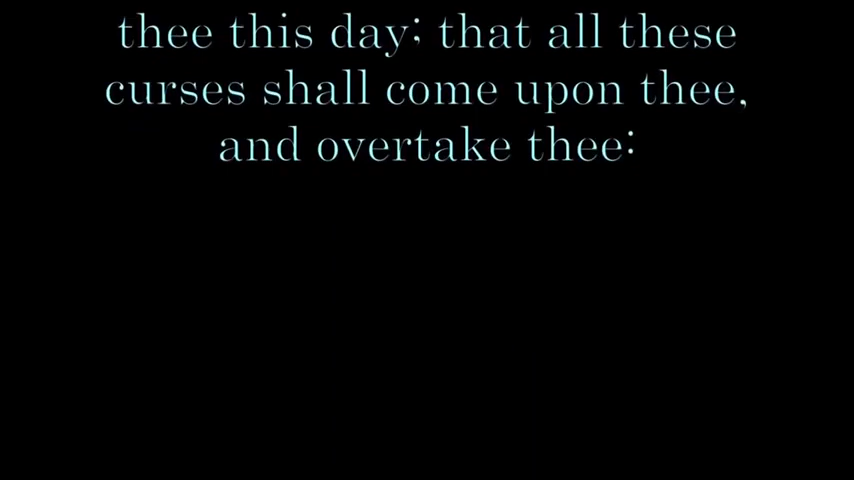 thee this day; that all these
curses shall come upon thee,
and overtake thee: